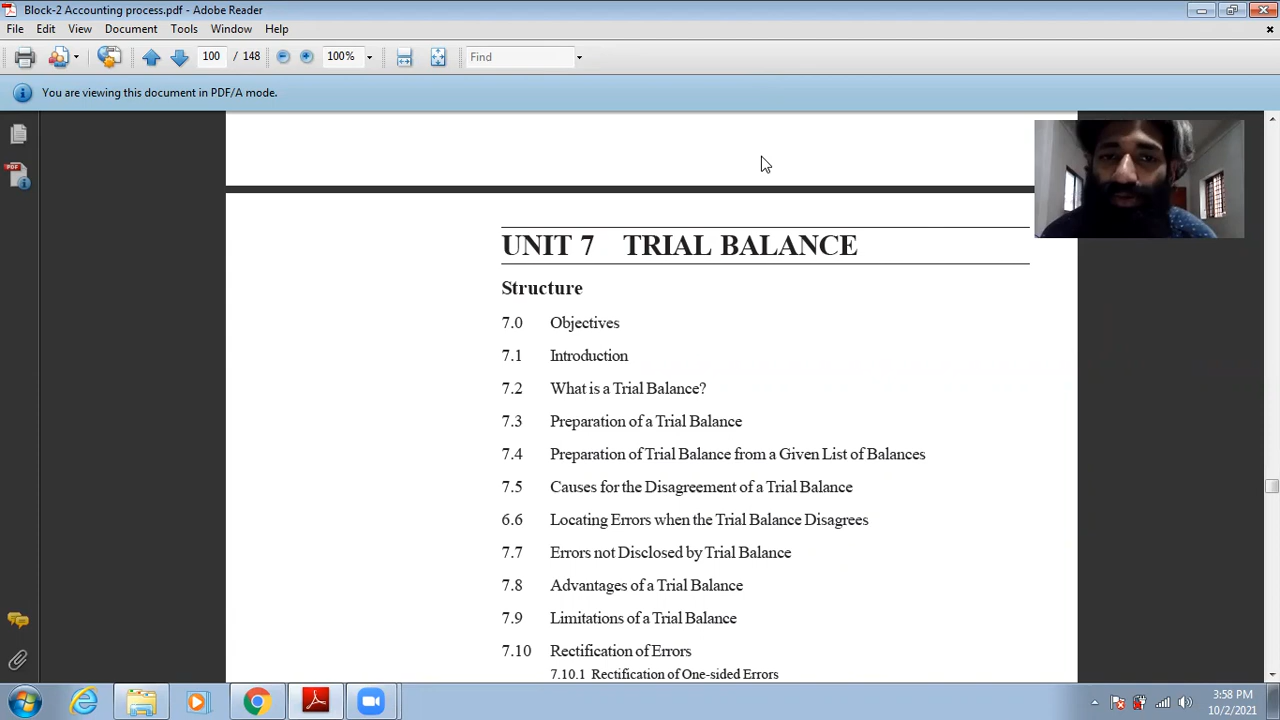 Block-2 Accounting process.pdf - Adobe Reader
File Edit View Document Tools Window Help
100 / 148 100% Find
You are viewing this document in PDF/A mode.
UNIT 7 TRIAL BALANCE
Structure
7.0 Objectives
7.1 Introduction
7.2 What is a Trial Balance?
7.3 Preparation of a Trial Balance
7.4 Preparation of Trial Balance from a Given List of Balances
7.5 Causes for the Disagreement of a Trial Balance
6.6 Locating Errors when the Trial Balance Disagrees
7.7 Errors not Disclosed by Trial Balance
7.8 Advantages of a Trial Balance
7.9 Limitations of a Trial Balance
7.10 Rectification of Errors
7.10.1 Rectification of One-sided Errors
3:58 PM
10/2/2021